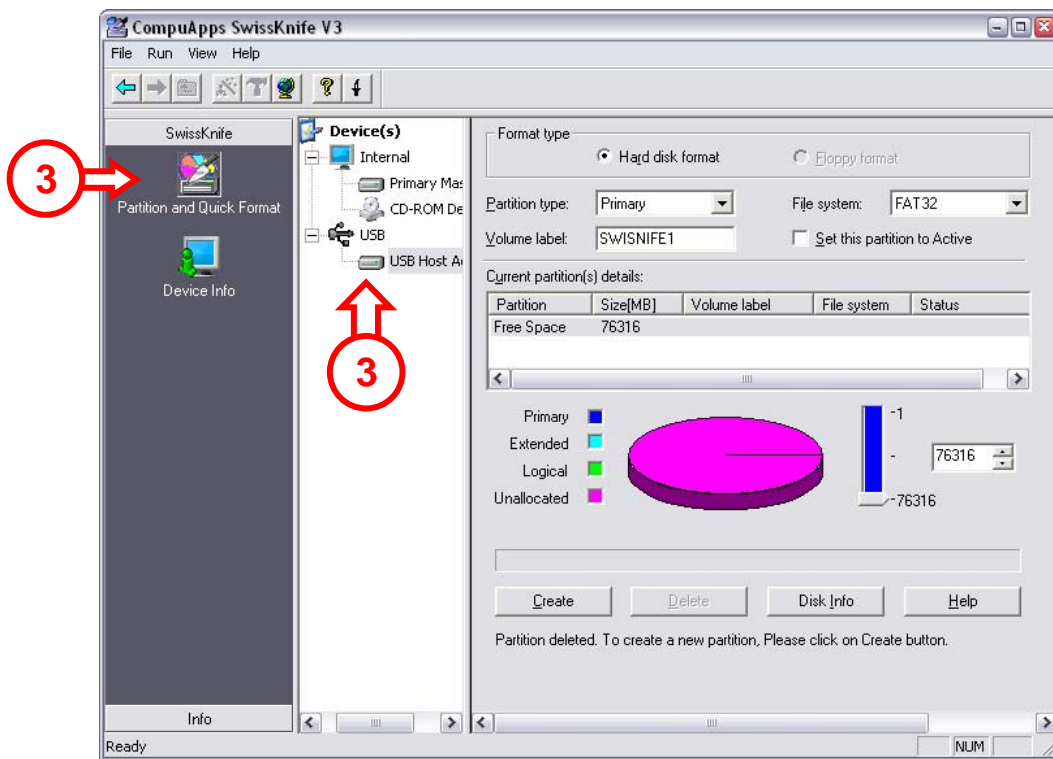 CompuApps SwissKnife V3
File Run View Help
SwissKnife
3
Partition and Quick Format
Device Info
Info
Device(s)
Internal
Primary Mas
CD-ROM De
USB
USB Host A
3
Format type
Hard disk format Floppy format
Partition type: Primary File system: FAT32
Volume label: SWISNIFE1 Set this partition to Active
Current partition(s) details:
Partition Size[MB] Volume label File system Status
Free Space 76316
Primary
Extended
Logical
Unallocated
-1
-
76316
-76316
Create Delete Disk Info Help
Partition deleted. To create a new partition, Please click on Create button.
Ready NUM